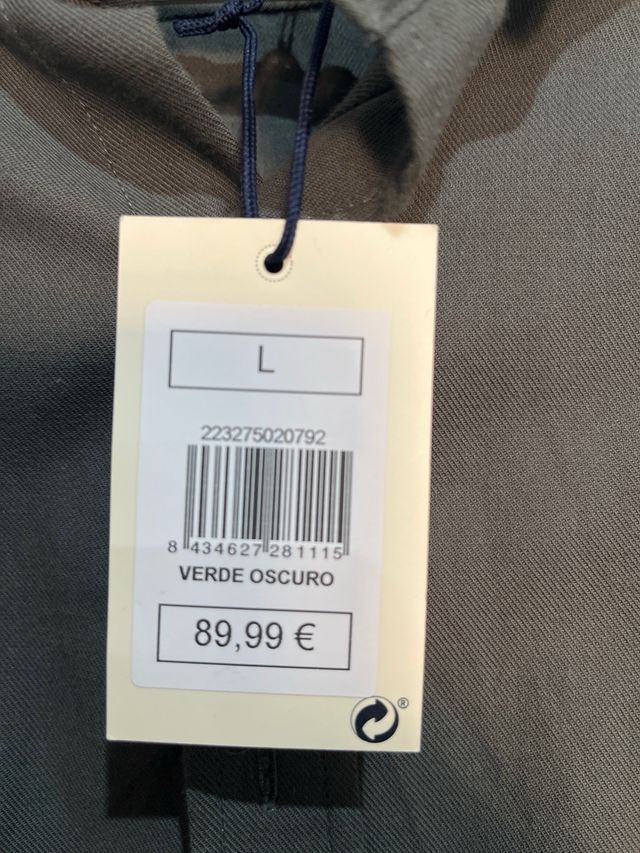 L
223275020792
8 434627 281115
VERDE OSCURO
89,99 €
®